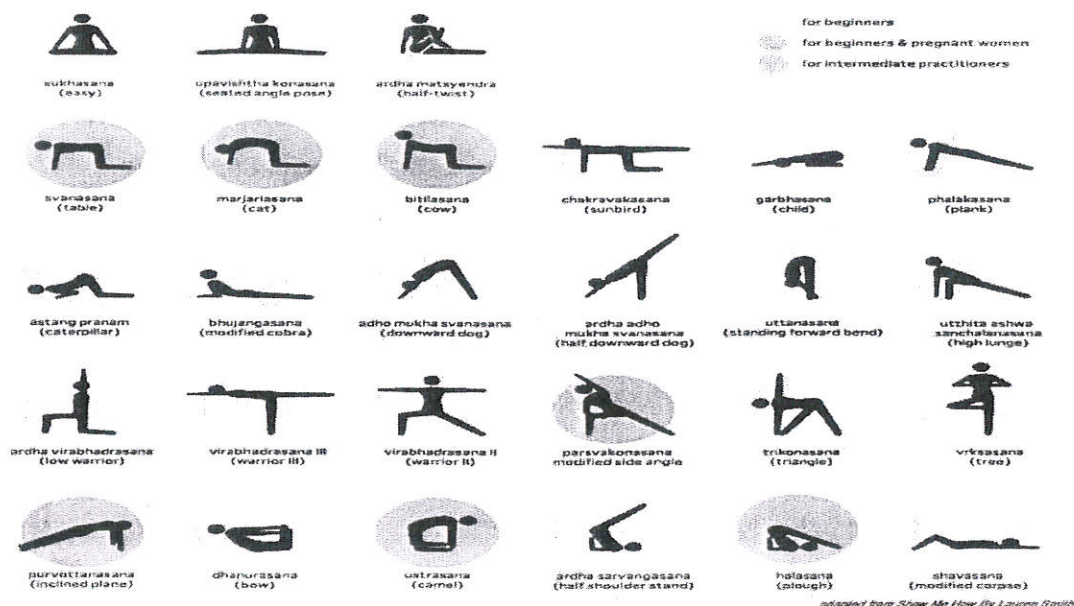 for beginners
for beginners & pregnant women
for intermediate practitioners
sukhasana
(easy)
upavishtha konasana
(seated angle pose)
ardha matsyendra
(half-twist)
svanasana
(table)
marjariasana
(cat)
bitilasana
(cow)
chakravakasana
(sunbird)
garbhasana
(child)
phalakasana
(plank)
astang pranam
(caterpillar)
bhujangasana
(modified cobra)
adho mukha svanasana
(downward dog)
ardha adho
mukha svanasana
(half downward dog)
uttanasana
(standing forward bend)
utthita ashwa
sanchalanasana
(high lunge)
ardha virabhadrasana
(low warrior)
virabhadrasana III
(warrior III)
virabhadrasana II
(warrior II)
parsvakonasana
modified side angle
trikonasana
(triangle)
vrksasana
(tree)
purvottanasana
(inclined plane)
dhanurasana
(bow)
ustrasana
(camel)
ardha sarvangasana
(half shoulder stand)
halasana
(plough)
shavasana
(modified corpse)
adapted from Show Me How By Lauren Smith